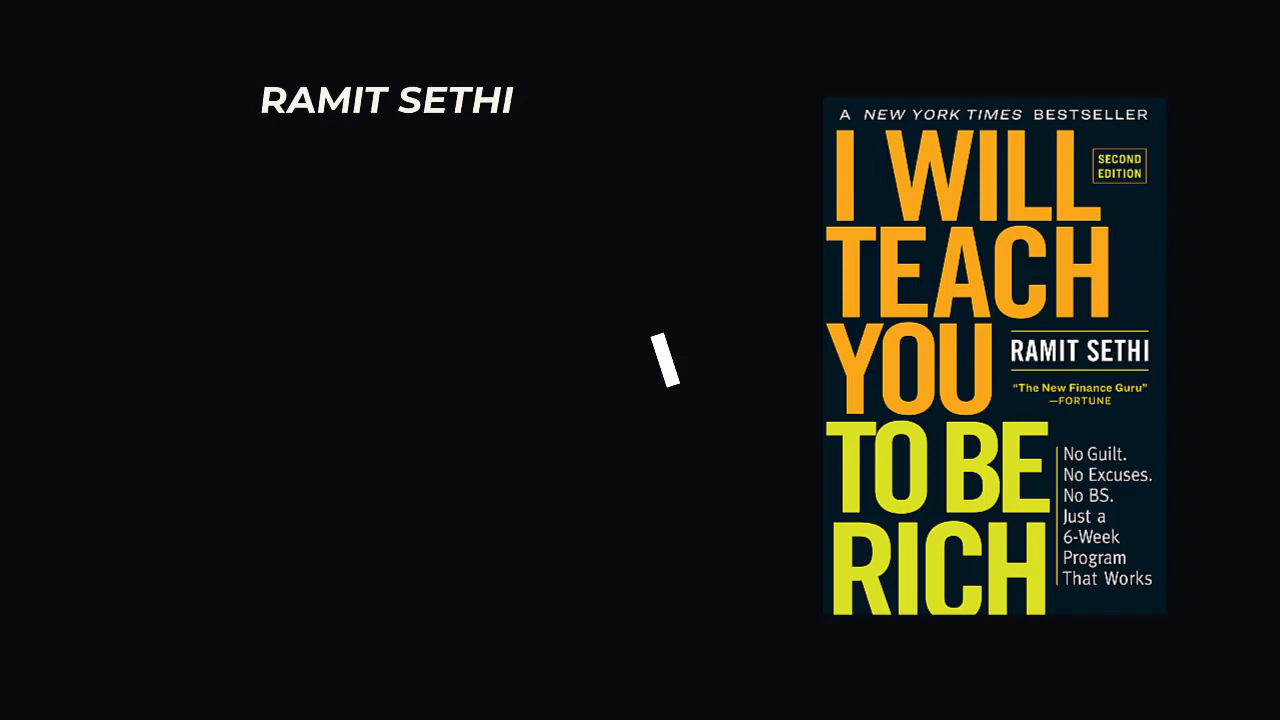 RAMIT SETHI
A NEW YORK TIMES BESTSELLER
I WILL
SECOND
EDITION
TEACH
YOU
RAMIT SETHI
“The New Finance Guru”
—FORTUNE
TO BE
RICH
No Guilt.
No Excuses.
No BS.
Just a
6-Week
Program
That Works